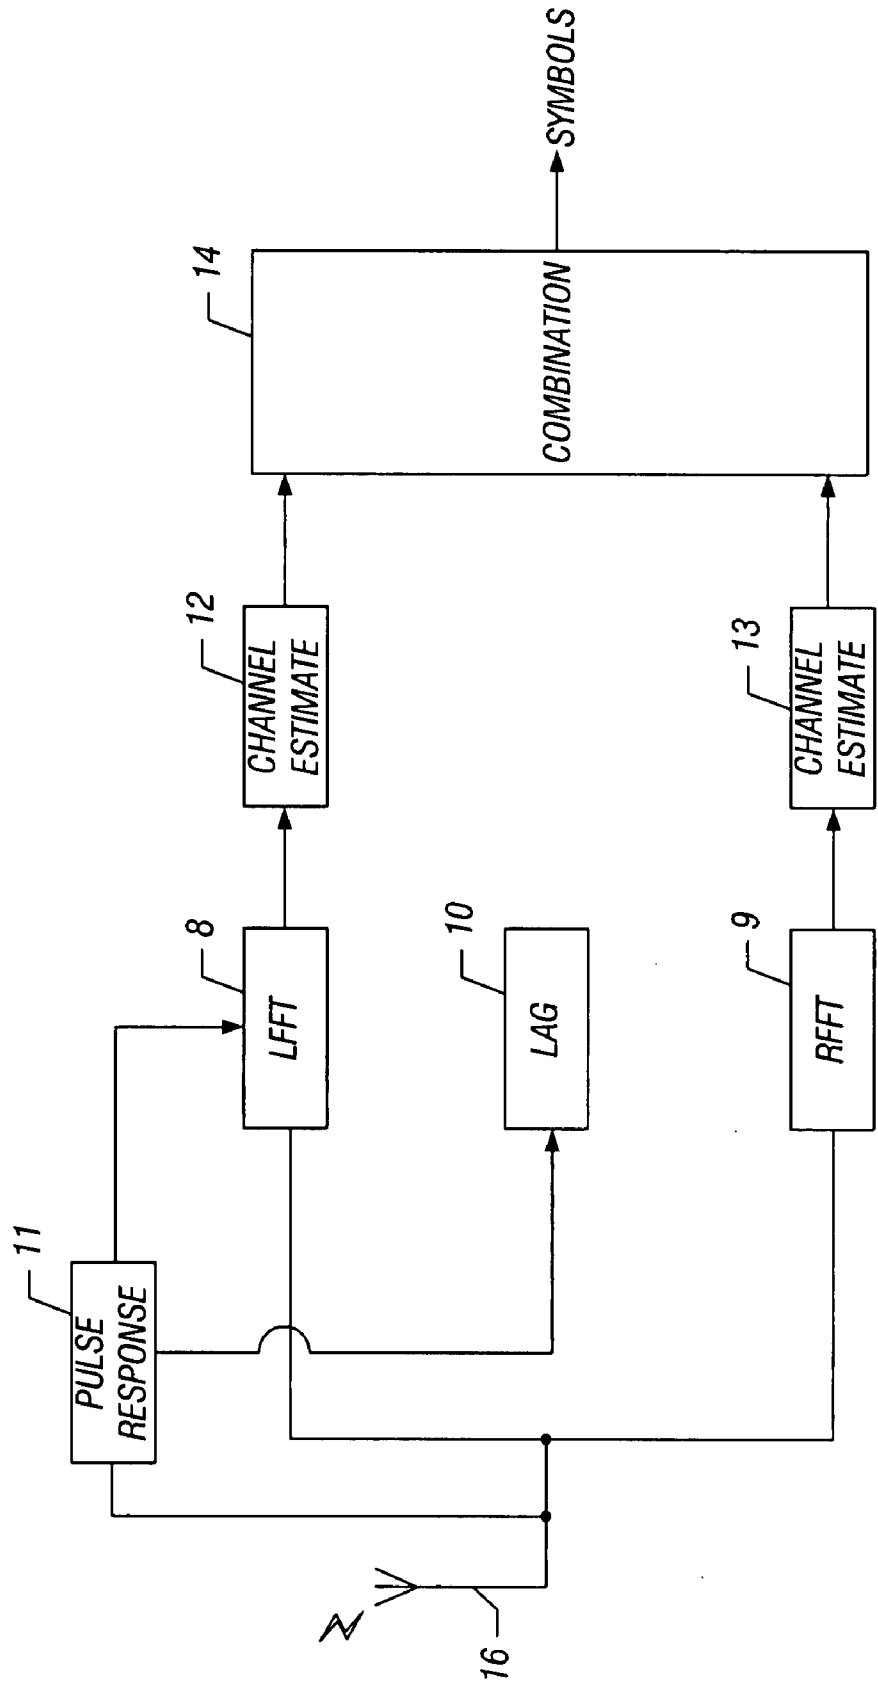 11
PULSE
RESPONSE
16
8
LFFT
10
LAG
9
RFFT
12
CHANNEL
ESTIMATE
13
CHANNEL
ESTIMATE
14
COMBINATION
SYMBOLS